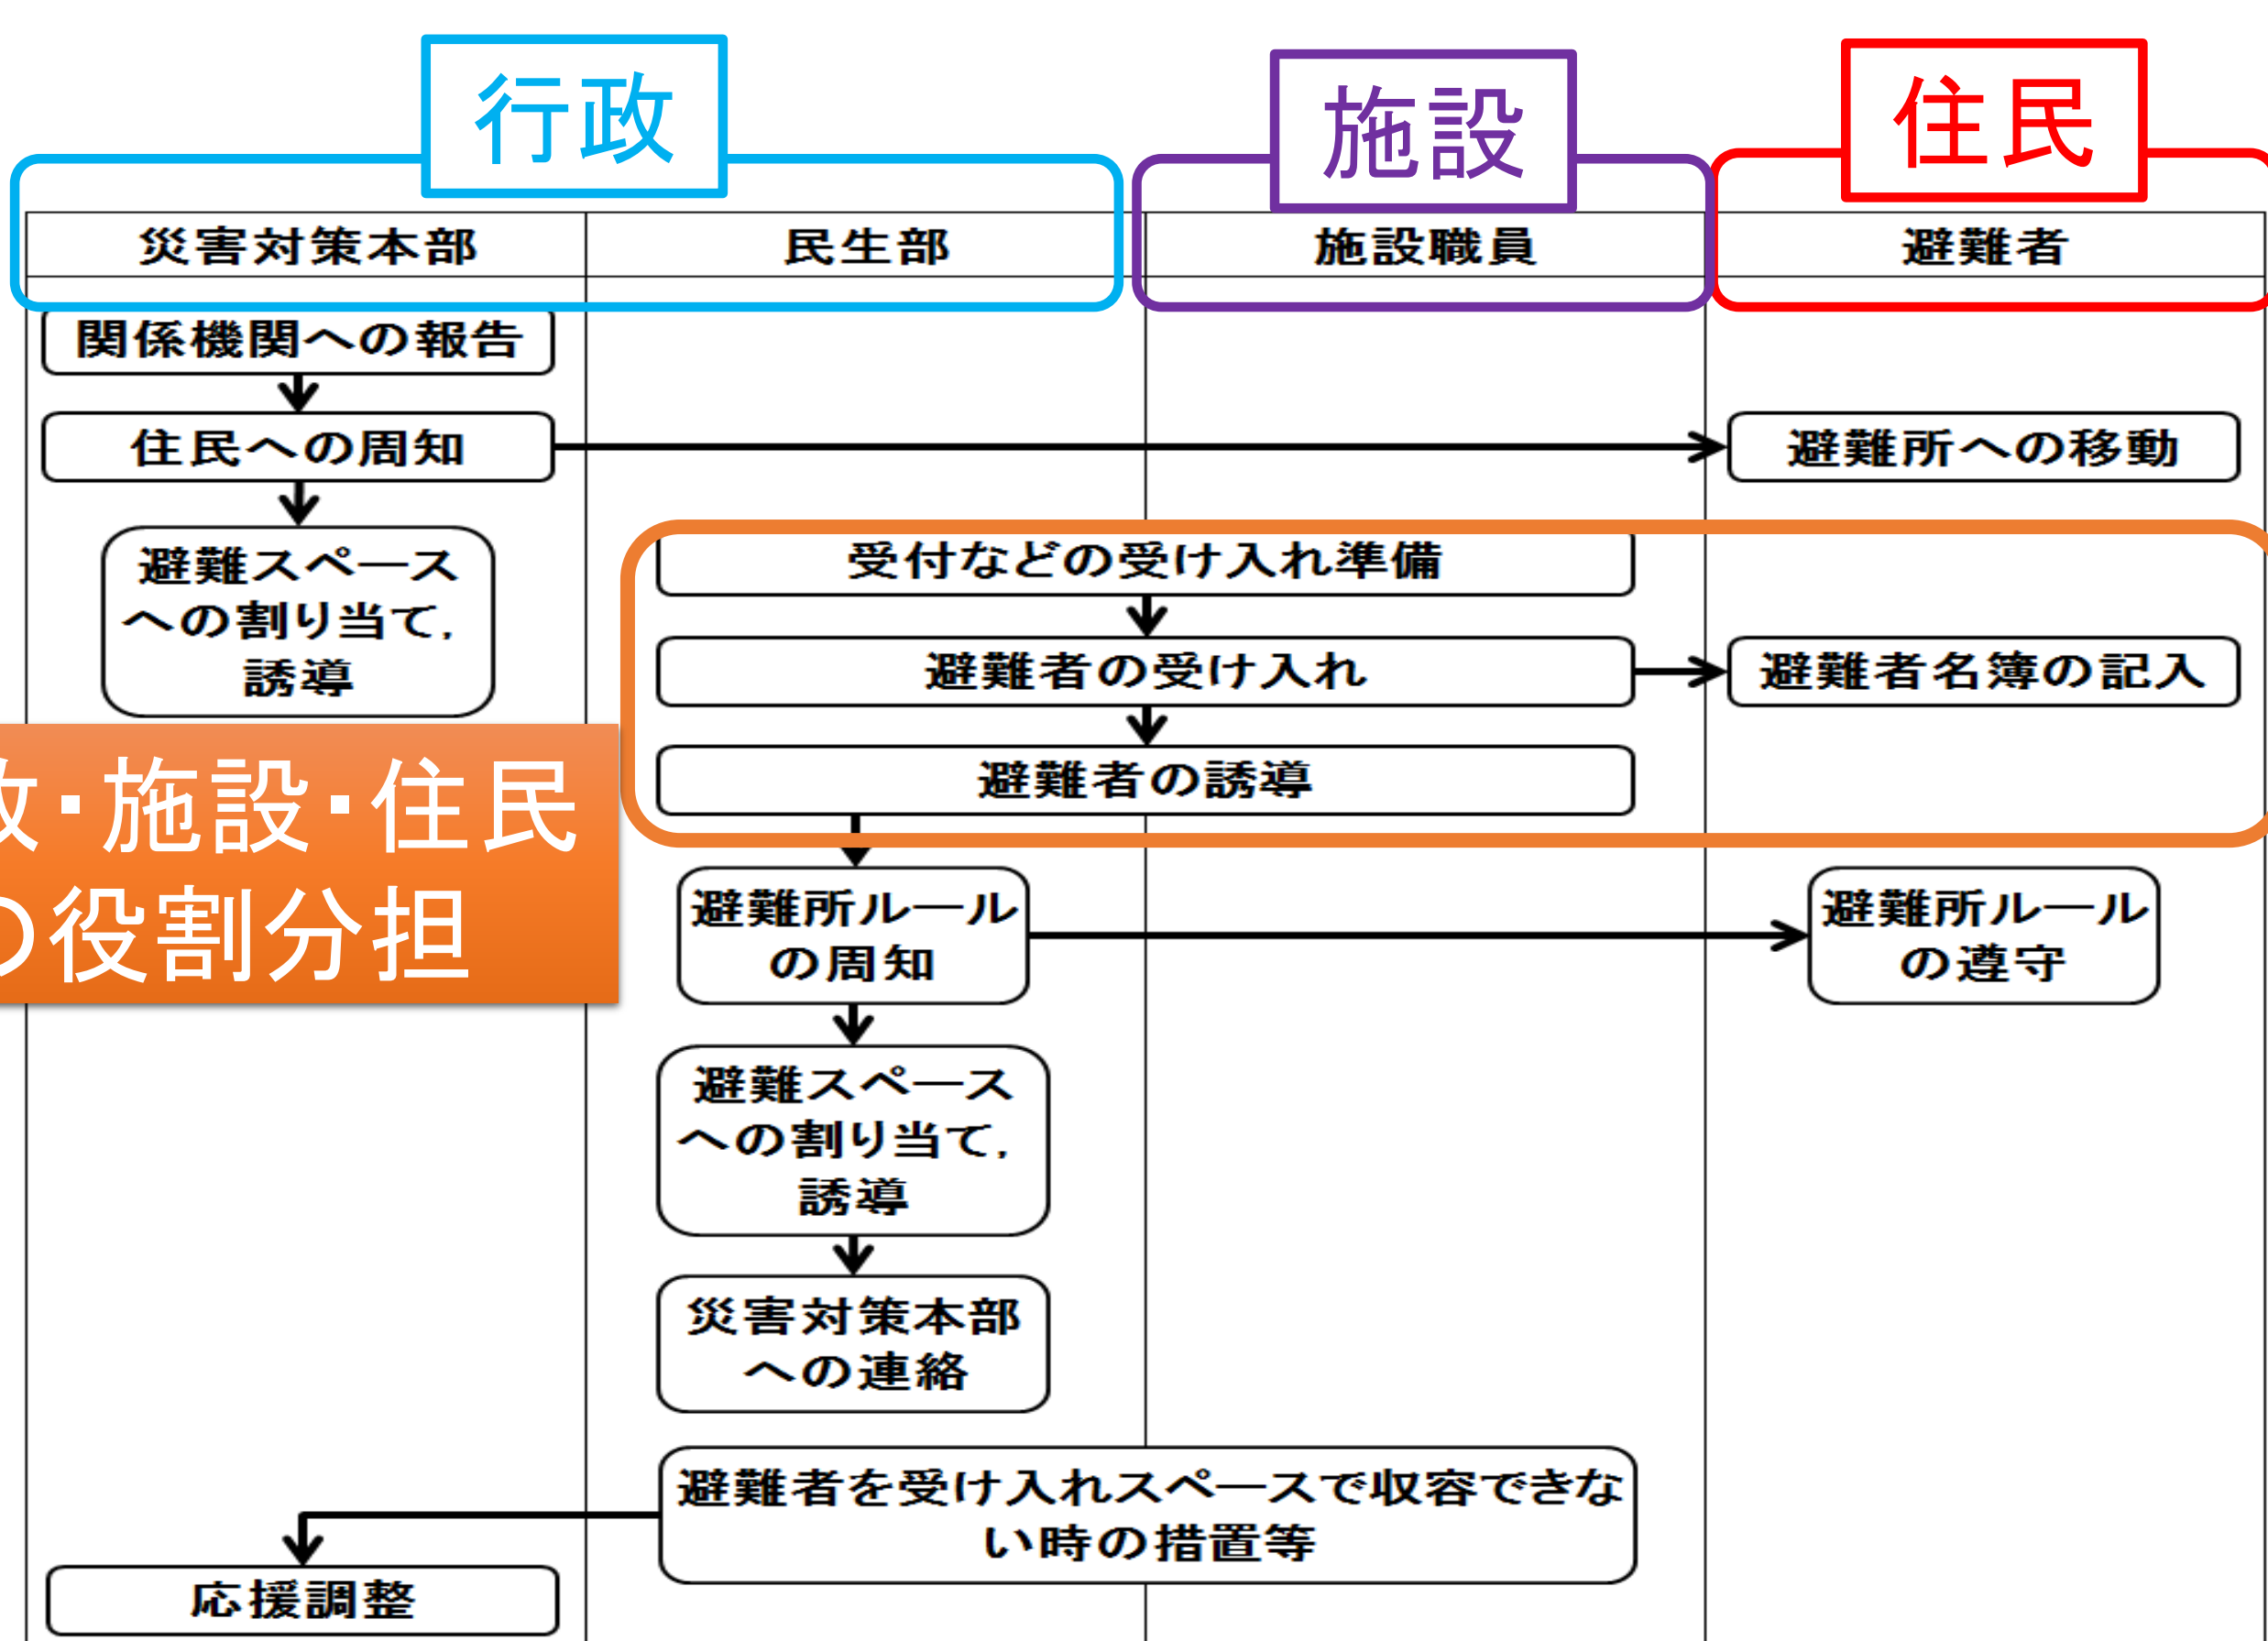 行政
施設
住民
災害対策本部
民生部
施設職員
避難者
関係機関への報告
住民への周知
避難所への移動
避難スペース
への割り当て,
誘導
受付などの受け入れ準備
避難者の受け入れ
避難者名簿の記入
避難者の誘導
政・施設・住民
の役割分担
避難所ルール
の周知
避難所ルール
の遵守
避難スペース
への割り当て,
誘導
災害対策本部
への連絡
避難者を受け入れスペースで収容できな
い時の措置等
応援調整